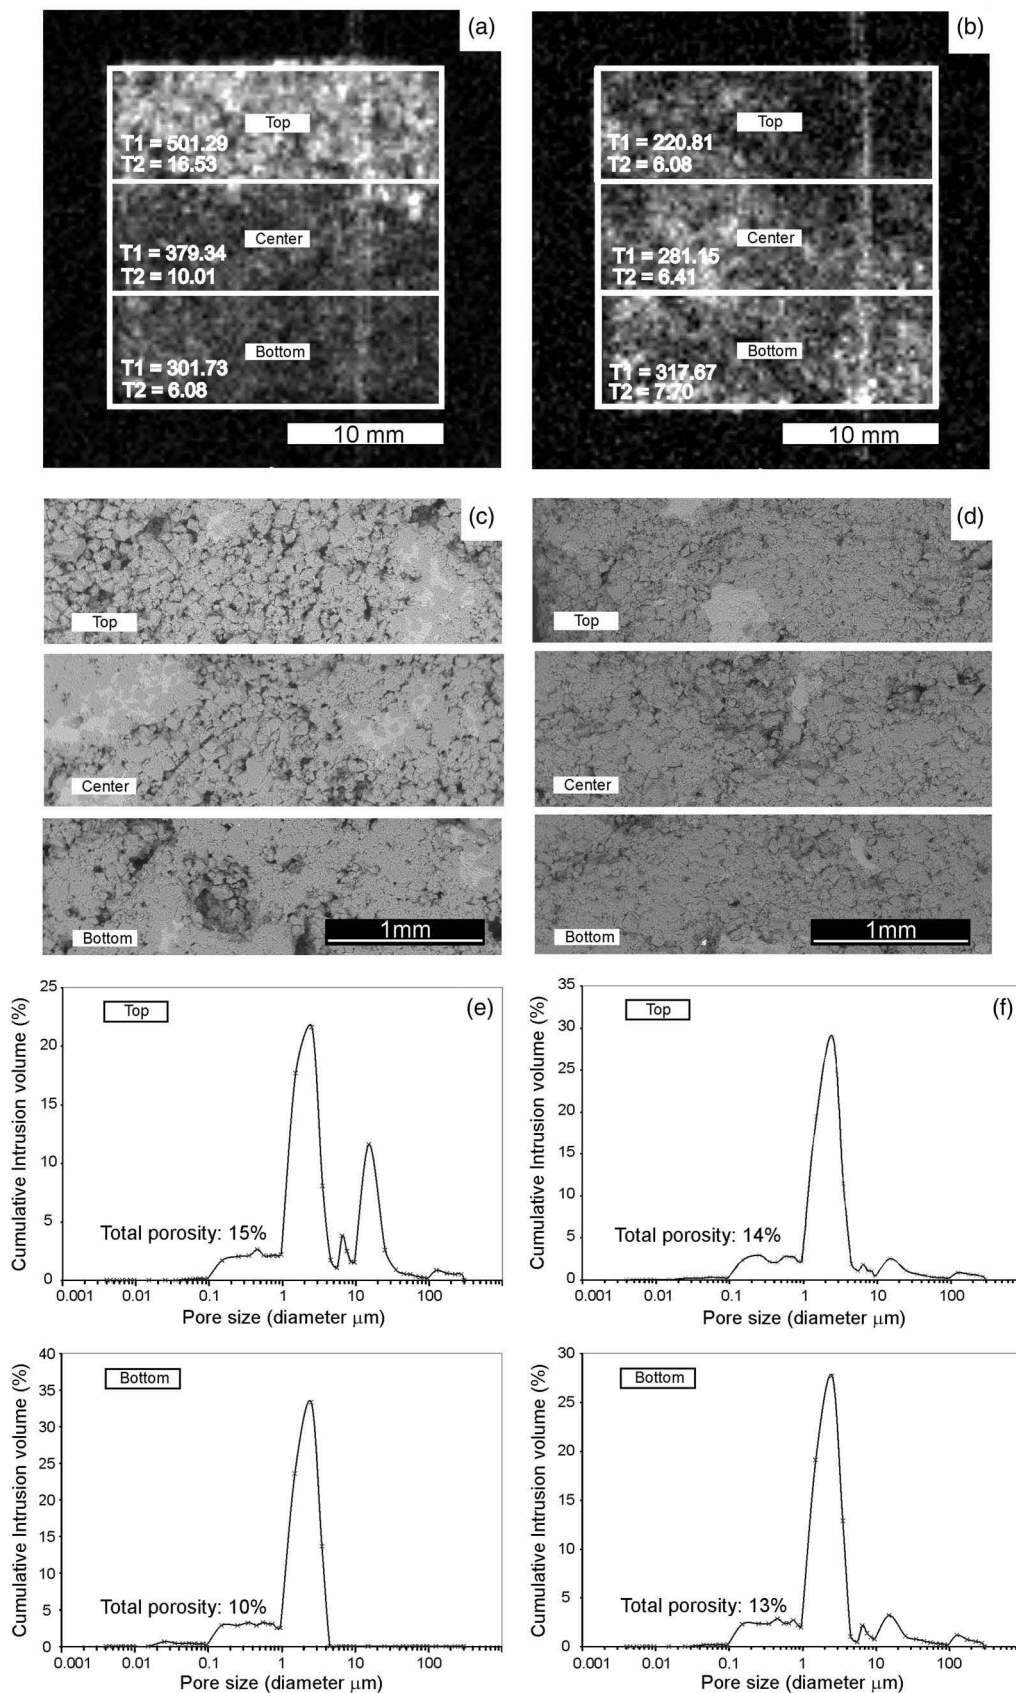 (a)
Top
T1 = 501.29
T2 = 16.53
Center
T1 = 379.34
T2 = 10.01
Bottom
T1 = 301.73
T2 = 6.08
10 mm
(b)
Top
T1 = 220.81
T2 = 6.08
Center
T1 = 281.15
T2 = 6.41
Bottom
T1 = 317.67
T2 = 7.70
10 mm
(c)
Top
Center
Bottom
1mm
(d)
Top
Center
Bottom
1mm
(e)
Top
Cumulative Intrusion volume (%)
25
20
15
10
5
0
Total porosity: 15%
0.001 0.01 0.1 1 10 100
Pore size (diameter μm)
(f)
Top
Cumulative Intrusion volume (%)
35
30
25
20
15
10
5
0
Total porosity: 14%
0.001 0.01 0.1 1 10 100
Pore size (diameter μm)
Bottom
Cumulative Intrusion volume (%)
40
35
30
25
20
15
10
5
0
Total porosity: 10%
0.001 0.01 0.1 1 10 100
Pore size (diameter μm)
Bottom
Cumulative Intrusion volume (%)
30
25
20
15
10
5
0
Total porosity: 13%
0.001 0.01 0.1 1 10 100
Pore size (diameter μm)